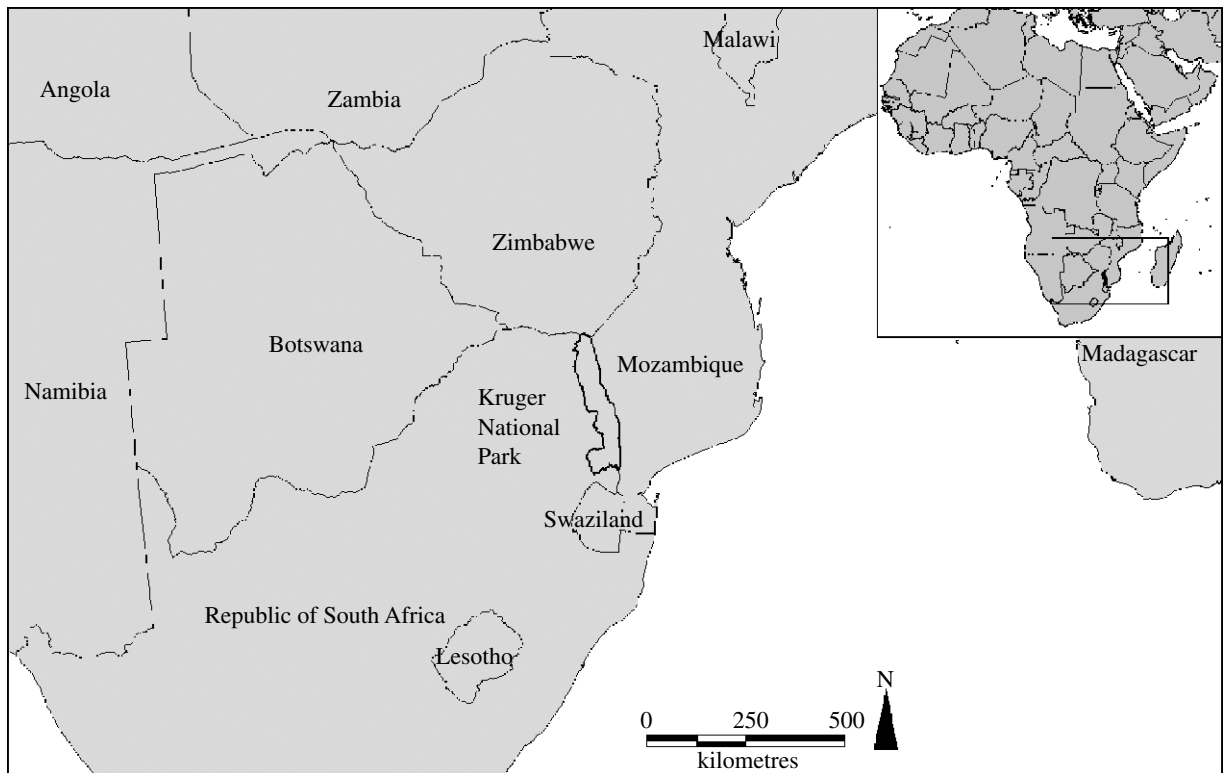 Malawi
Angola
Zambia
Zimbabwe
Botswana
Mozambique
Madagascar
Namibia
Kruger
National
Park
Swaziland
Republic of South Africa
Lesotho
N
0 250 500
kilometres